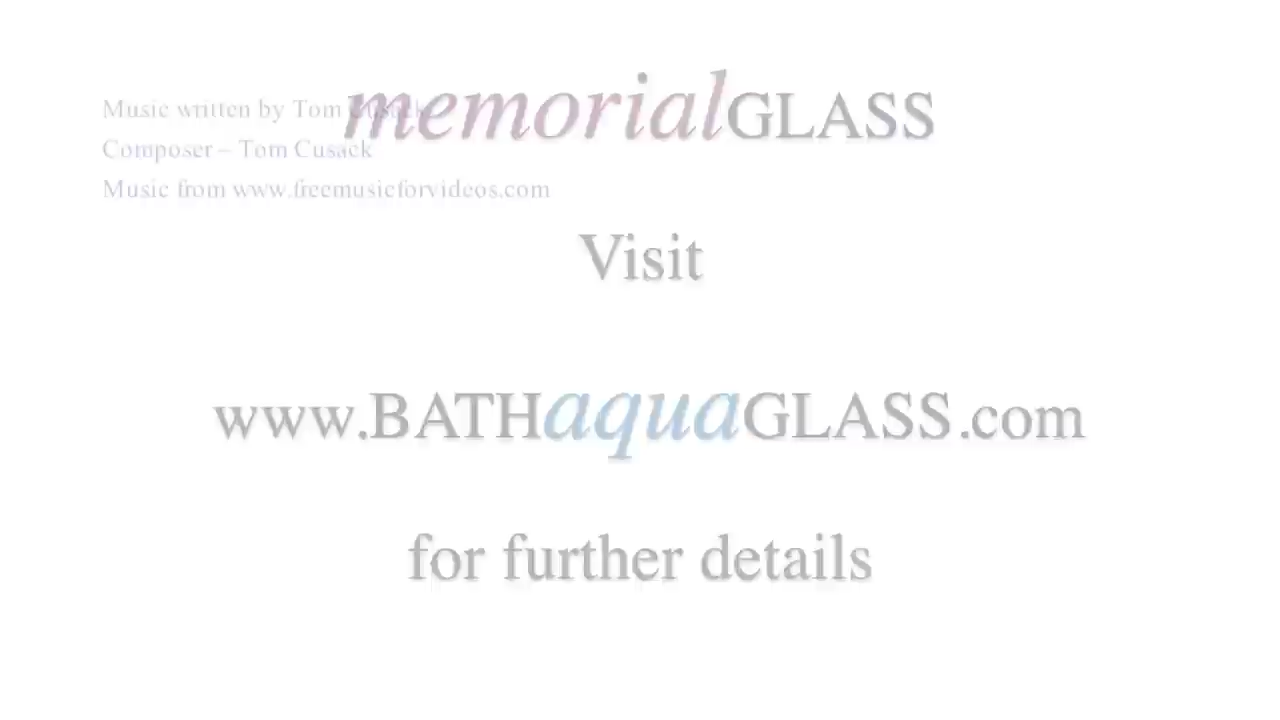 memorialGLASS
Music written by Tom Cusack
Composer – Tom Cusack
Music from www.freemusicforvideos.com
Visit
www.BATHaquaGLASS.com
for further details